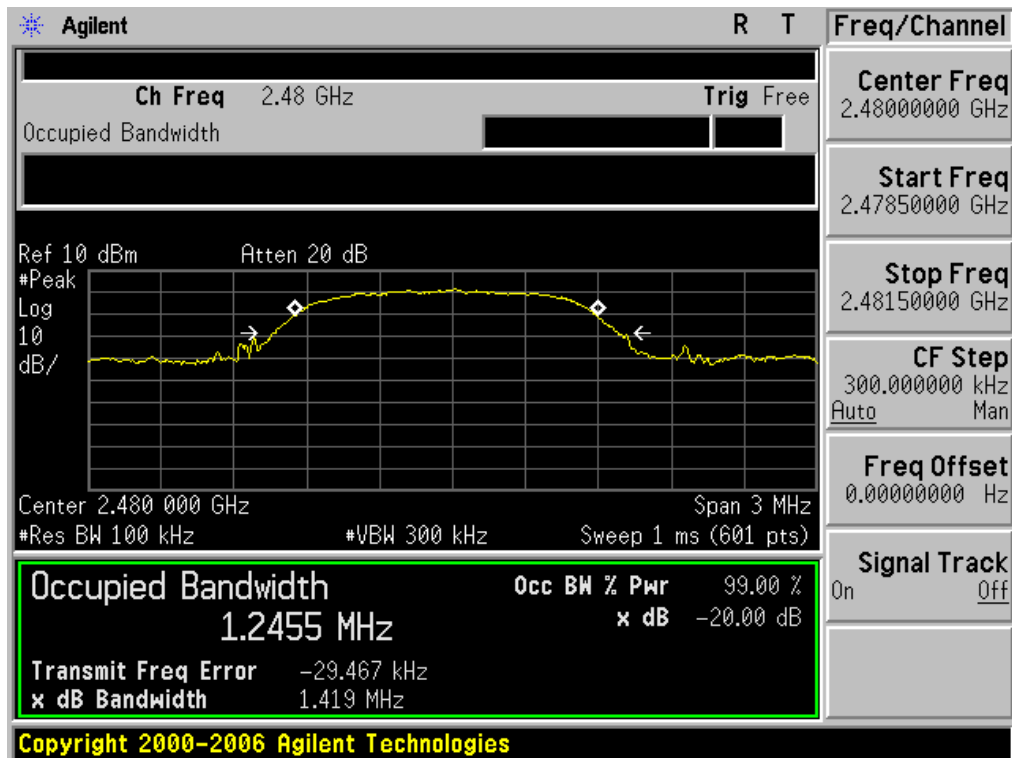 Agilent R T
Ch Freq 2.48 GHz Trig Free
Occupied Bandwidth
Ref 10 dBm Atten 20 dB
#Peak
Log
10
dB/
Center 2.480 000 GHz Span 3 MHz
#Res BW 100 kHz #VBW 300 kHz Sweep 1 ms (601 pts)
Occupied Bandwidth Occ BW % Pwr 99.00 %
1.2455 MHz x dB -20.00 dB
Transmit Freq Error -29.467 kHz
x dB Bandwidth 1.419 MHz
Copyright 2000-2006 Agilent Technologies
Freq/Channel
Center Freq
2.48000000 GHz
Start Freq
2.47850000 GHz
Stop Freq
2.48150000 GHz
CF Step
300.000000 kHz
Auto Man
Freq Offset
0.00000000 Hz
Signal Track
On Off